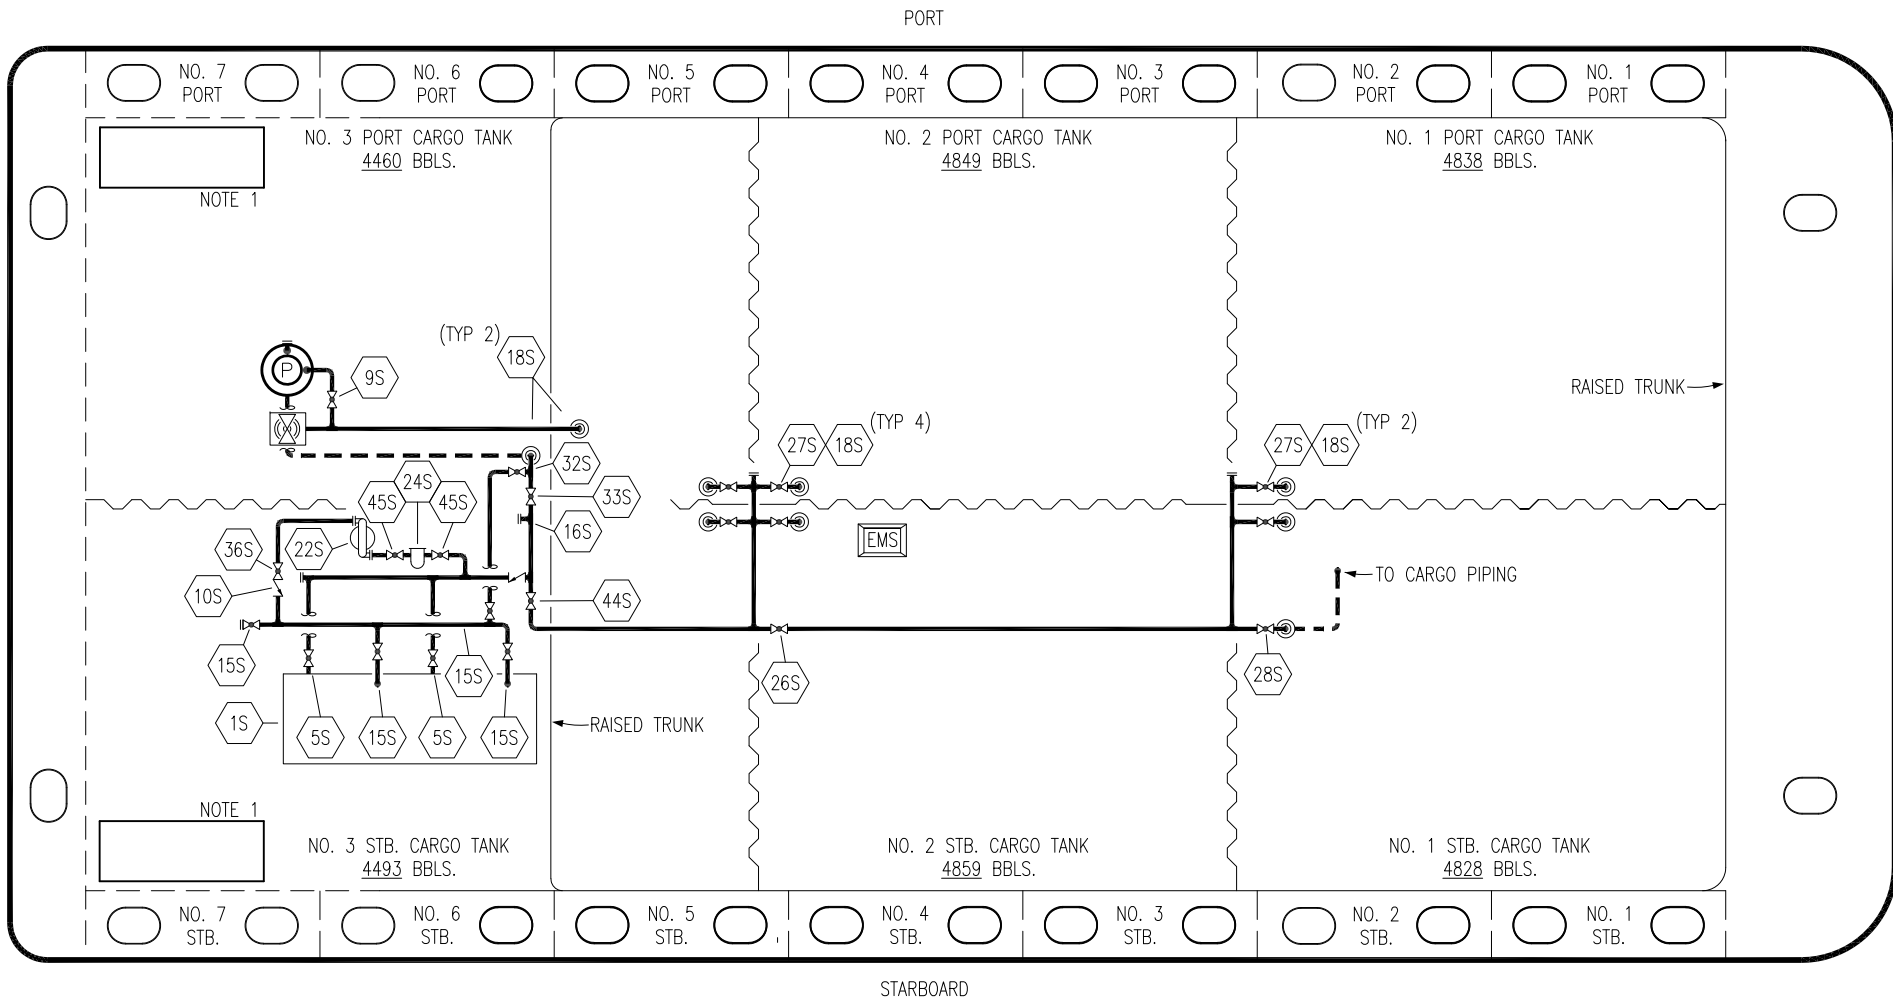 PORT
NO. 7
PORT
NO. 6
PORT
NO. 5
PORT
NO. 4
PORT
NO. 3
PORT
NO. 2
PORT
NO. 1
PORT
NO. 3 PORT CARGO TANK
4460 BBLS.
NO. 2 PORT CARGO TANK
4849 BBLS.
NO. 1 PORT CARGO TANK
4838 BBLS.
NOTE 1
(TYP 2)
18S
P
9S
RAISED TRUNK
27S
18S
(TYP 4)
27S
18S
(TYP 2)
32S
24S
45S
45S
33S
16S
EMS
36S
22S
10S
44S
TO CARGO PIPING
15S
15S
26S
28S
1S
5S
15S
5S
15S
RAISED TRUNK
NOTE 1
NO. 3 STB. CARGO TANK
4493 BBLS.
NO. 2 STB. CARGO TANK
4859 BBLS.
NO. 1 STB. CARGO TANK
4828 BBLS.
NO. 7
STB.
NO. 6
STB.
NO. 5
STB.
NO. 4
STB.
NO. 3
STB.
NO. 2
STB.
NO. 1
STB.
STARBOARD